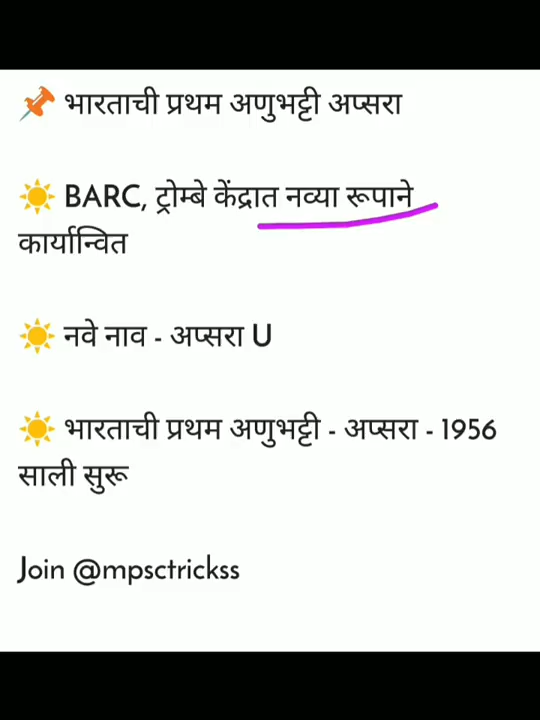 📌 भारताची प्रथम अणुभट्टी अप्सरा
☀️ BARC, ट्रोम्बे केंद्रात नव्या रूपाने
कार्यान्वित
☀️ नवे नाव - अप्सरा U
☀️ भारताची प्रथम अणुभट्टी - अप्सरा - 1956
साली सुरू
Join @mpsctrickss